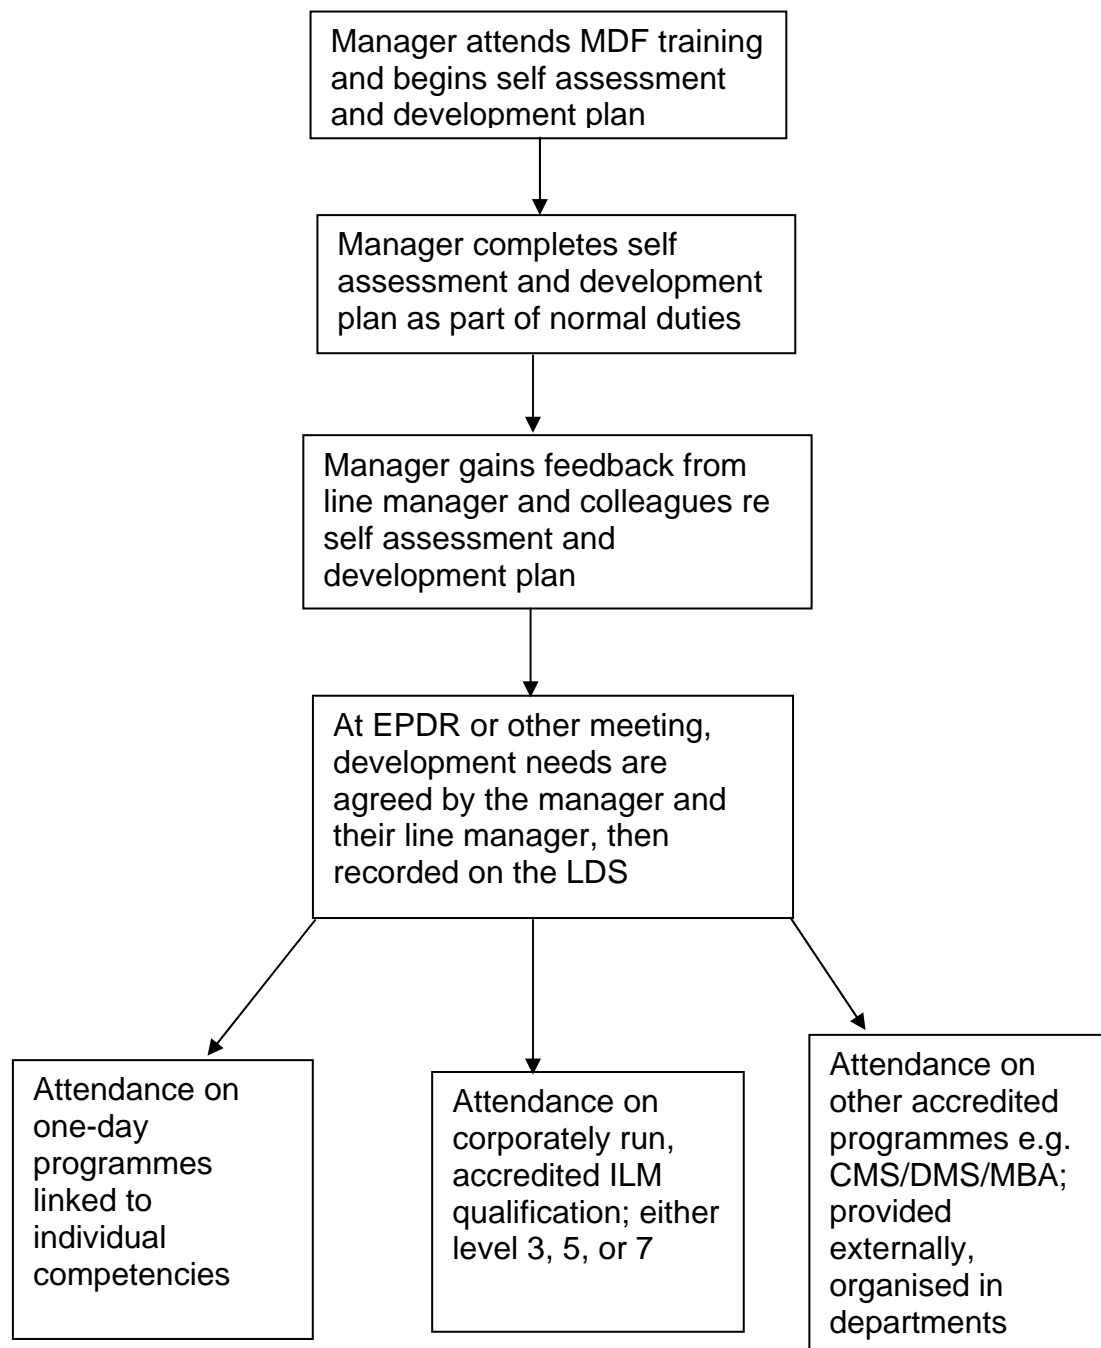 Manager attends MDF training
and begins self assessment
and development plan
Manager completes self
assessment and development
plan as part of normal duties
Manager gains feedback from
line manager and colleagues re
self assessment and
development plan
At EPDR or other meeting,
development needs are
agreed by the manager and
their line manager, then
recorded on the LDS
Attendance on
one-day
programmes
linked to
individual
competencies
Attendance on
corporately run,
accredited ILM
qualification; either
level 3, 5, or 7
Attendance on
other accredited
programmes e.g.
CMS/DMS/MBA;
provided
externally,
organised in
departments